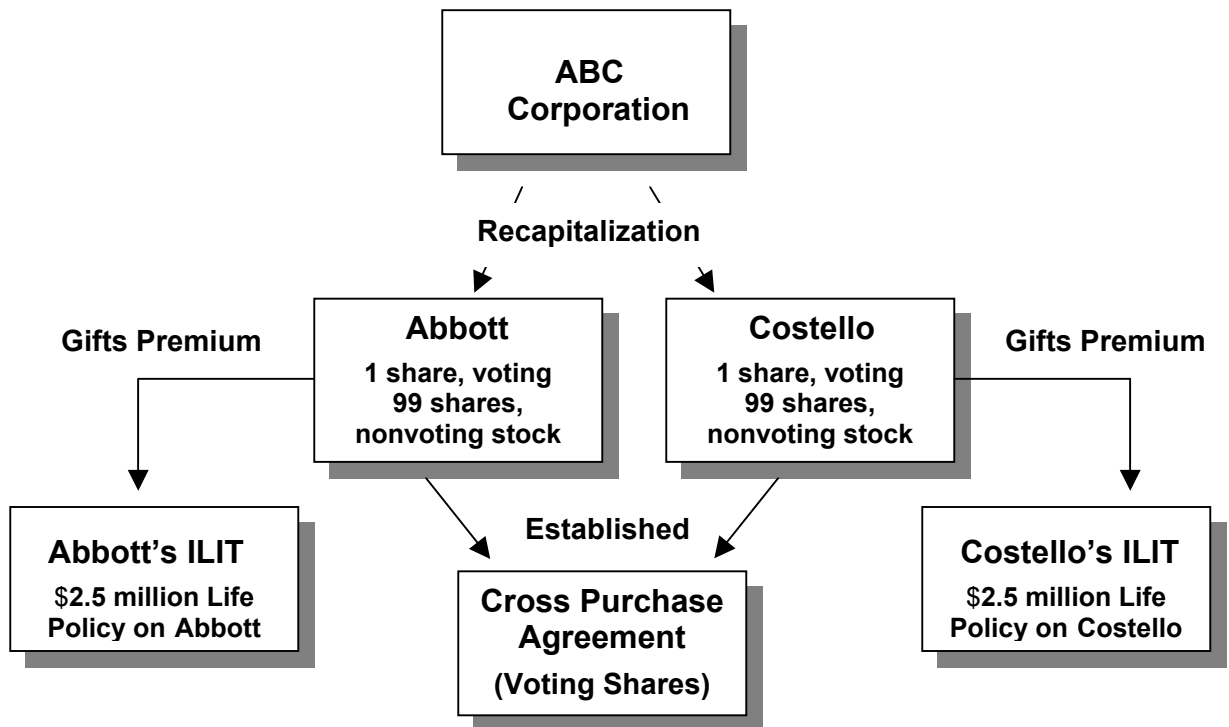 ABC
Corporation
Recapitalization
Gifts Premium
Abbott
1 share, voting
99 shares,
nonvoting stock
Costello
1 share, voting
99 shares,
nonvoting stock
Gifts Premium
Abbott’s ILIT
$2.5 million Life
Policy on Abbott
Established
Cross Purchase
Agreement
(Voting Shares)
Costello’s ILIT
$2.5 million Life
Policy on Costello